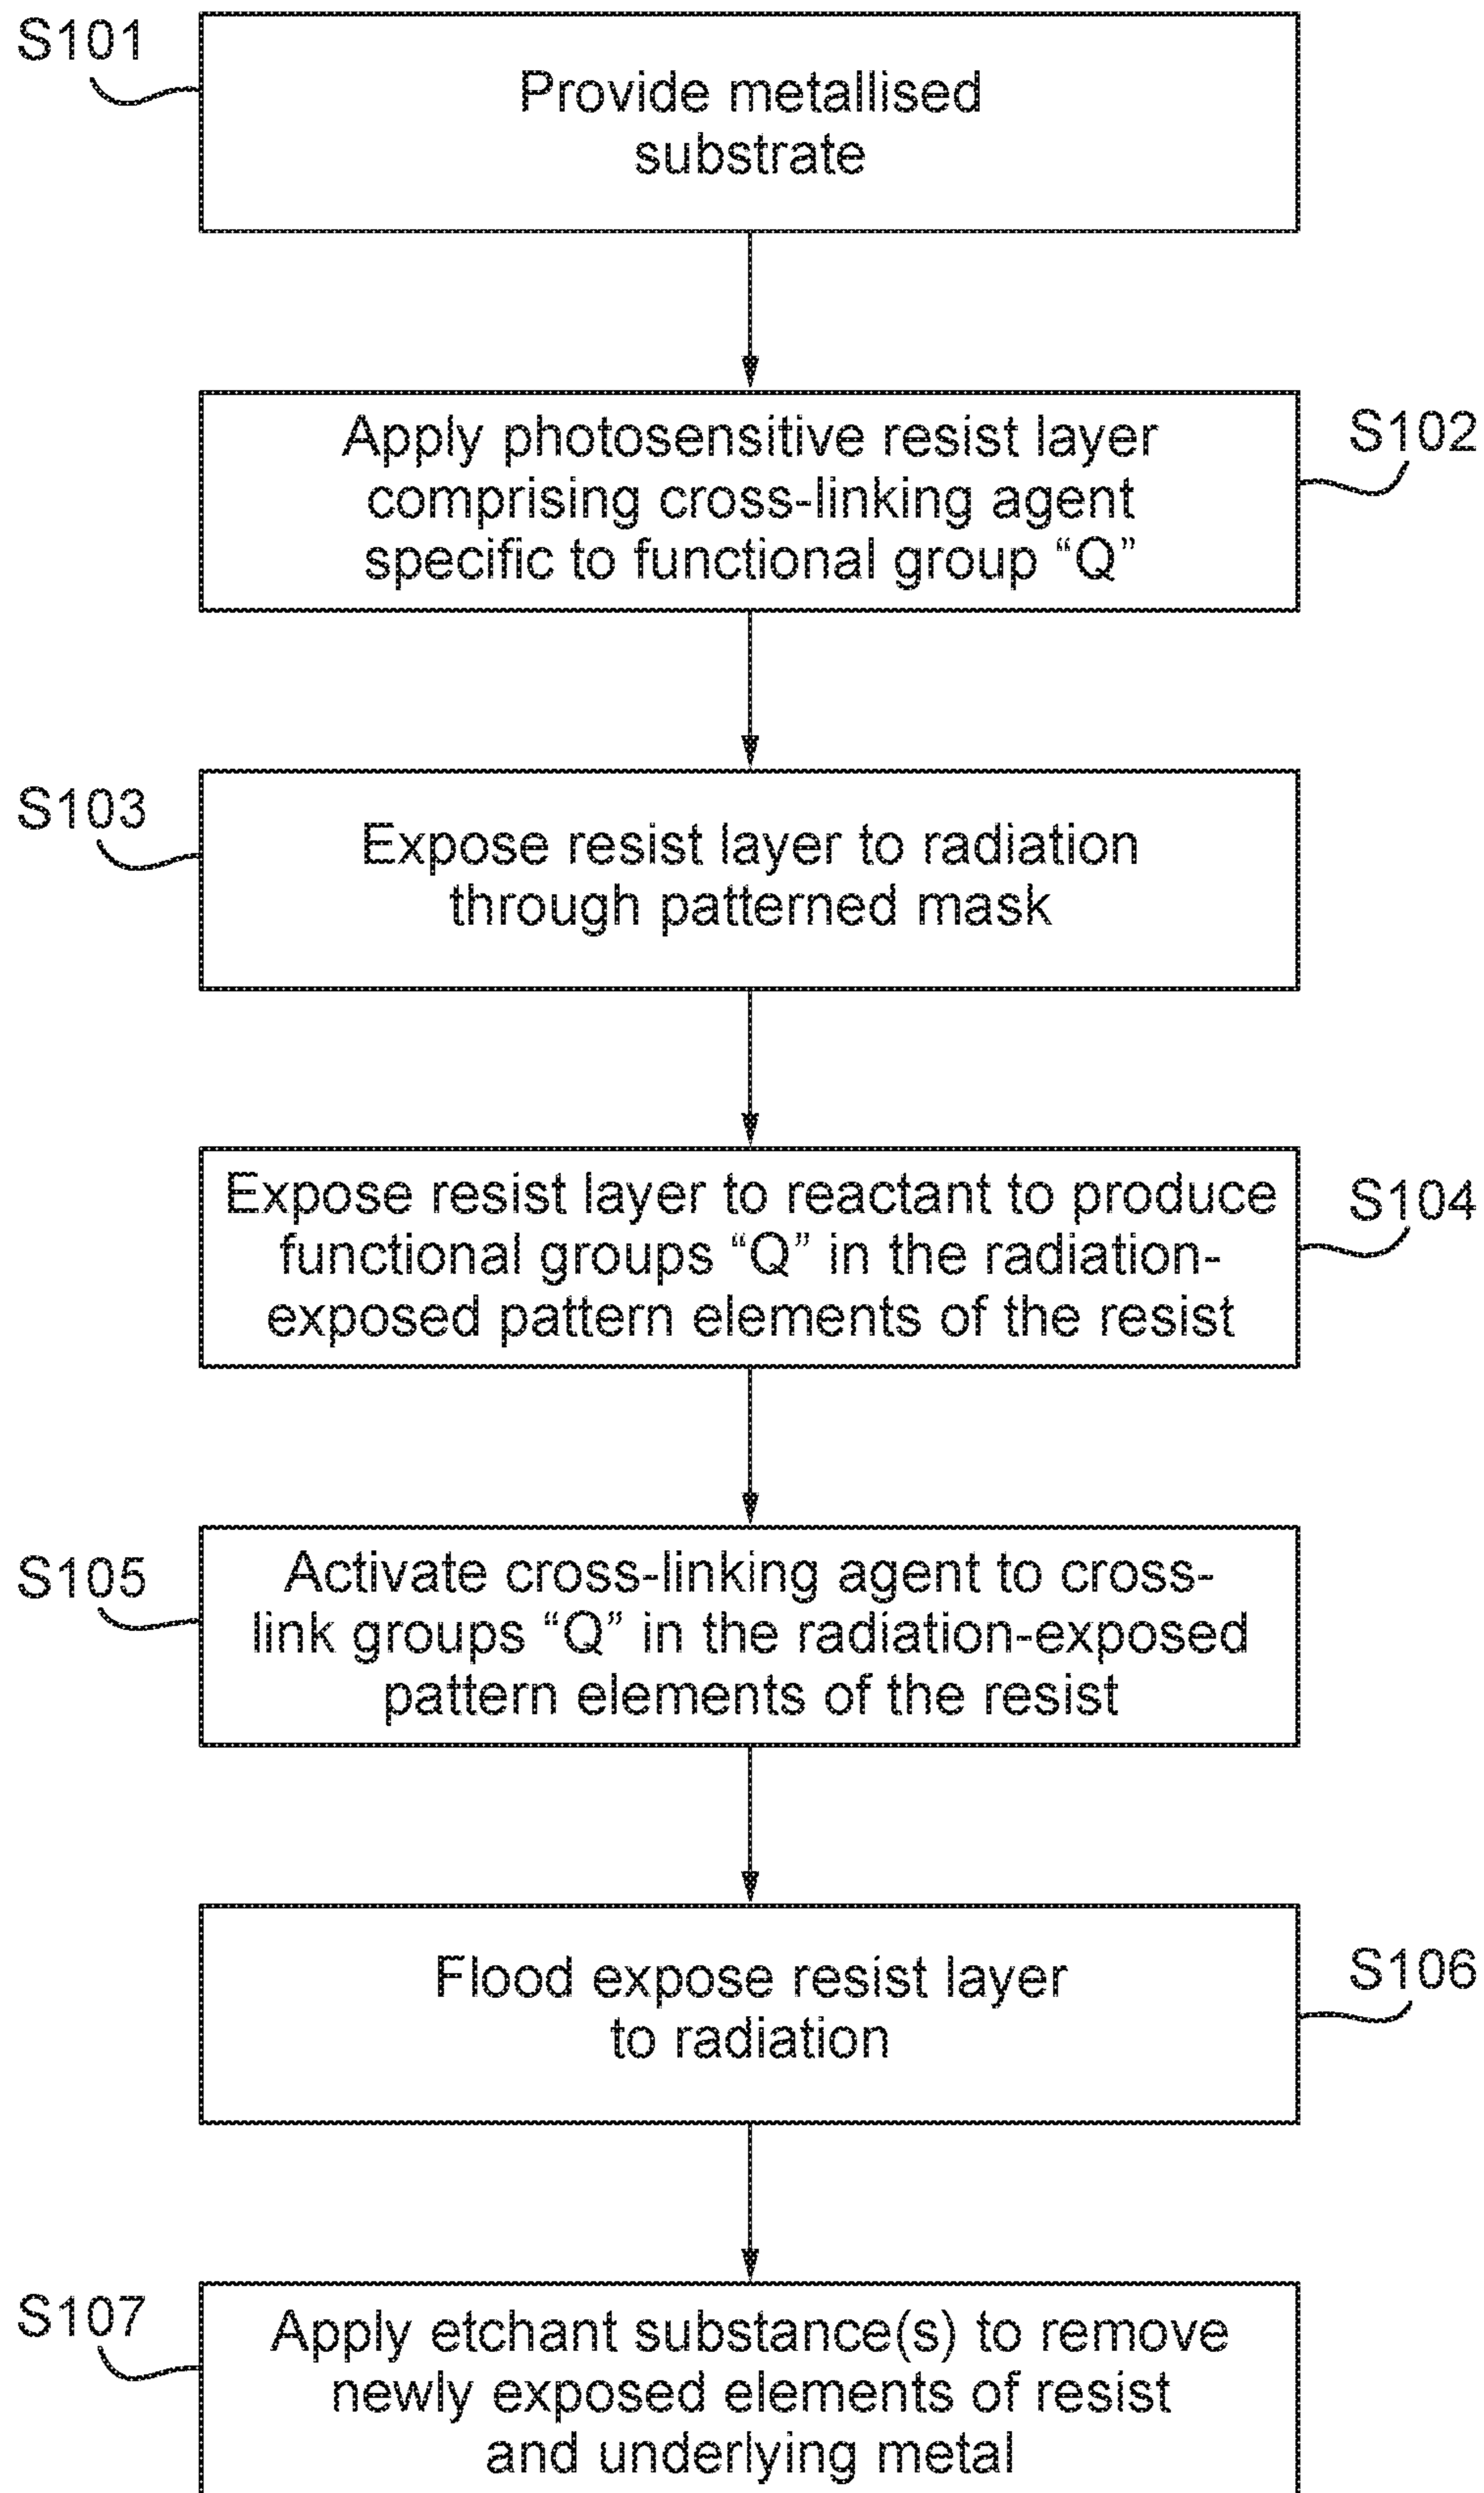 S101
Provide metallised
substrate
Apply photosensitive resist layer
comprising cross-linking agent
specific to functional group “Q”
S102
S103
Expose resist layer to radiation
through patterned mask
Expose resist layer to reactant to produce
functional groups “Q” in the radiation-
exposed pattern elements of the resist
S104
S105
Activate cross-linking agent to cross-
link groups “Q” in the radiation-exposed
pattern elements of the resist
Flood expose resist layer
to radiation
S106
S107
Apply etchant substance(s) to remove
newly exposed elements of resist
and underlying metal